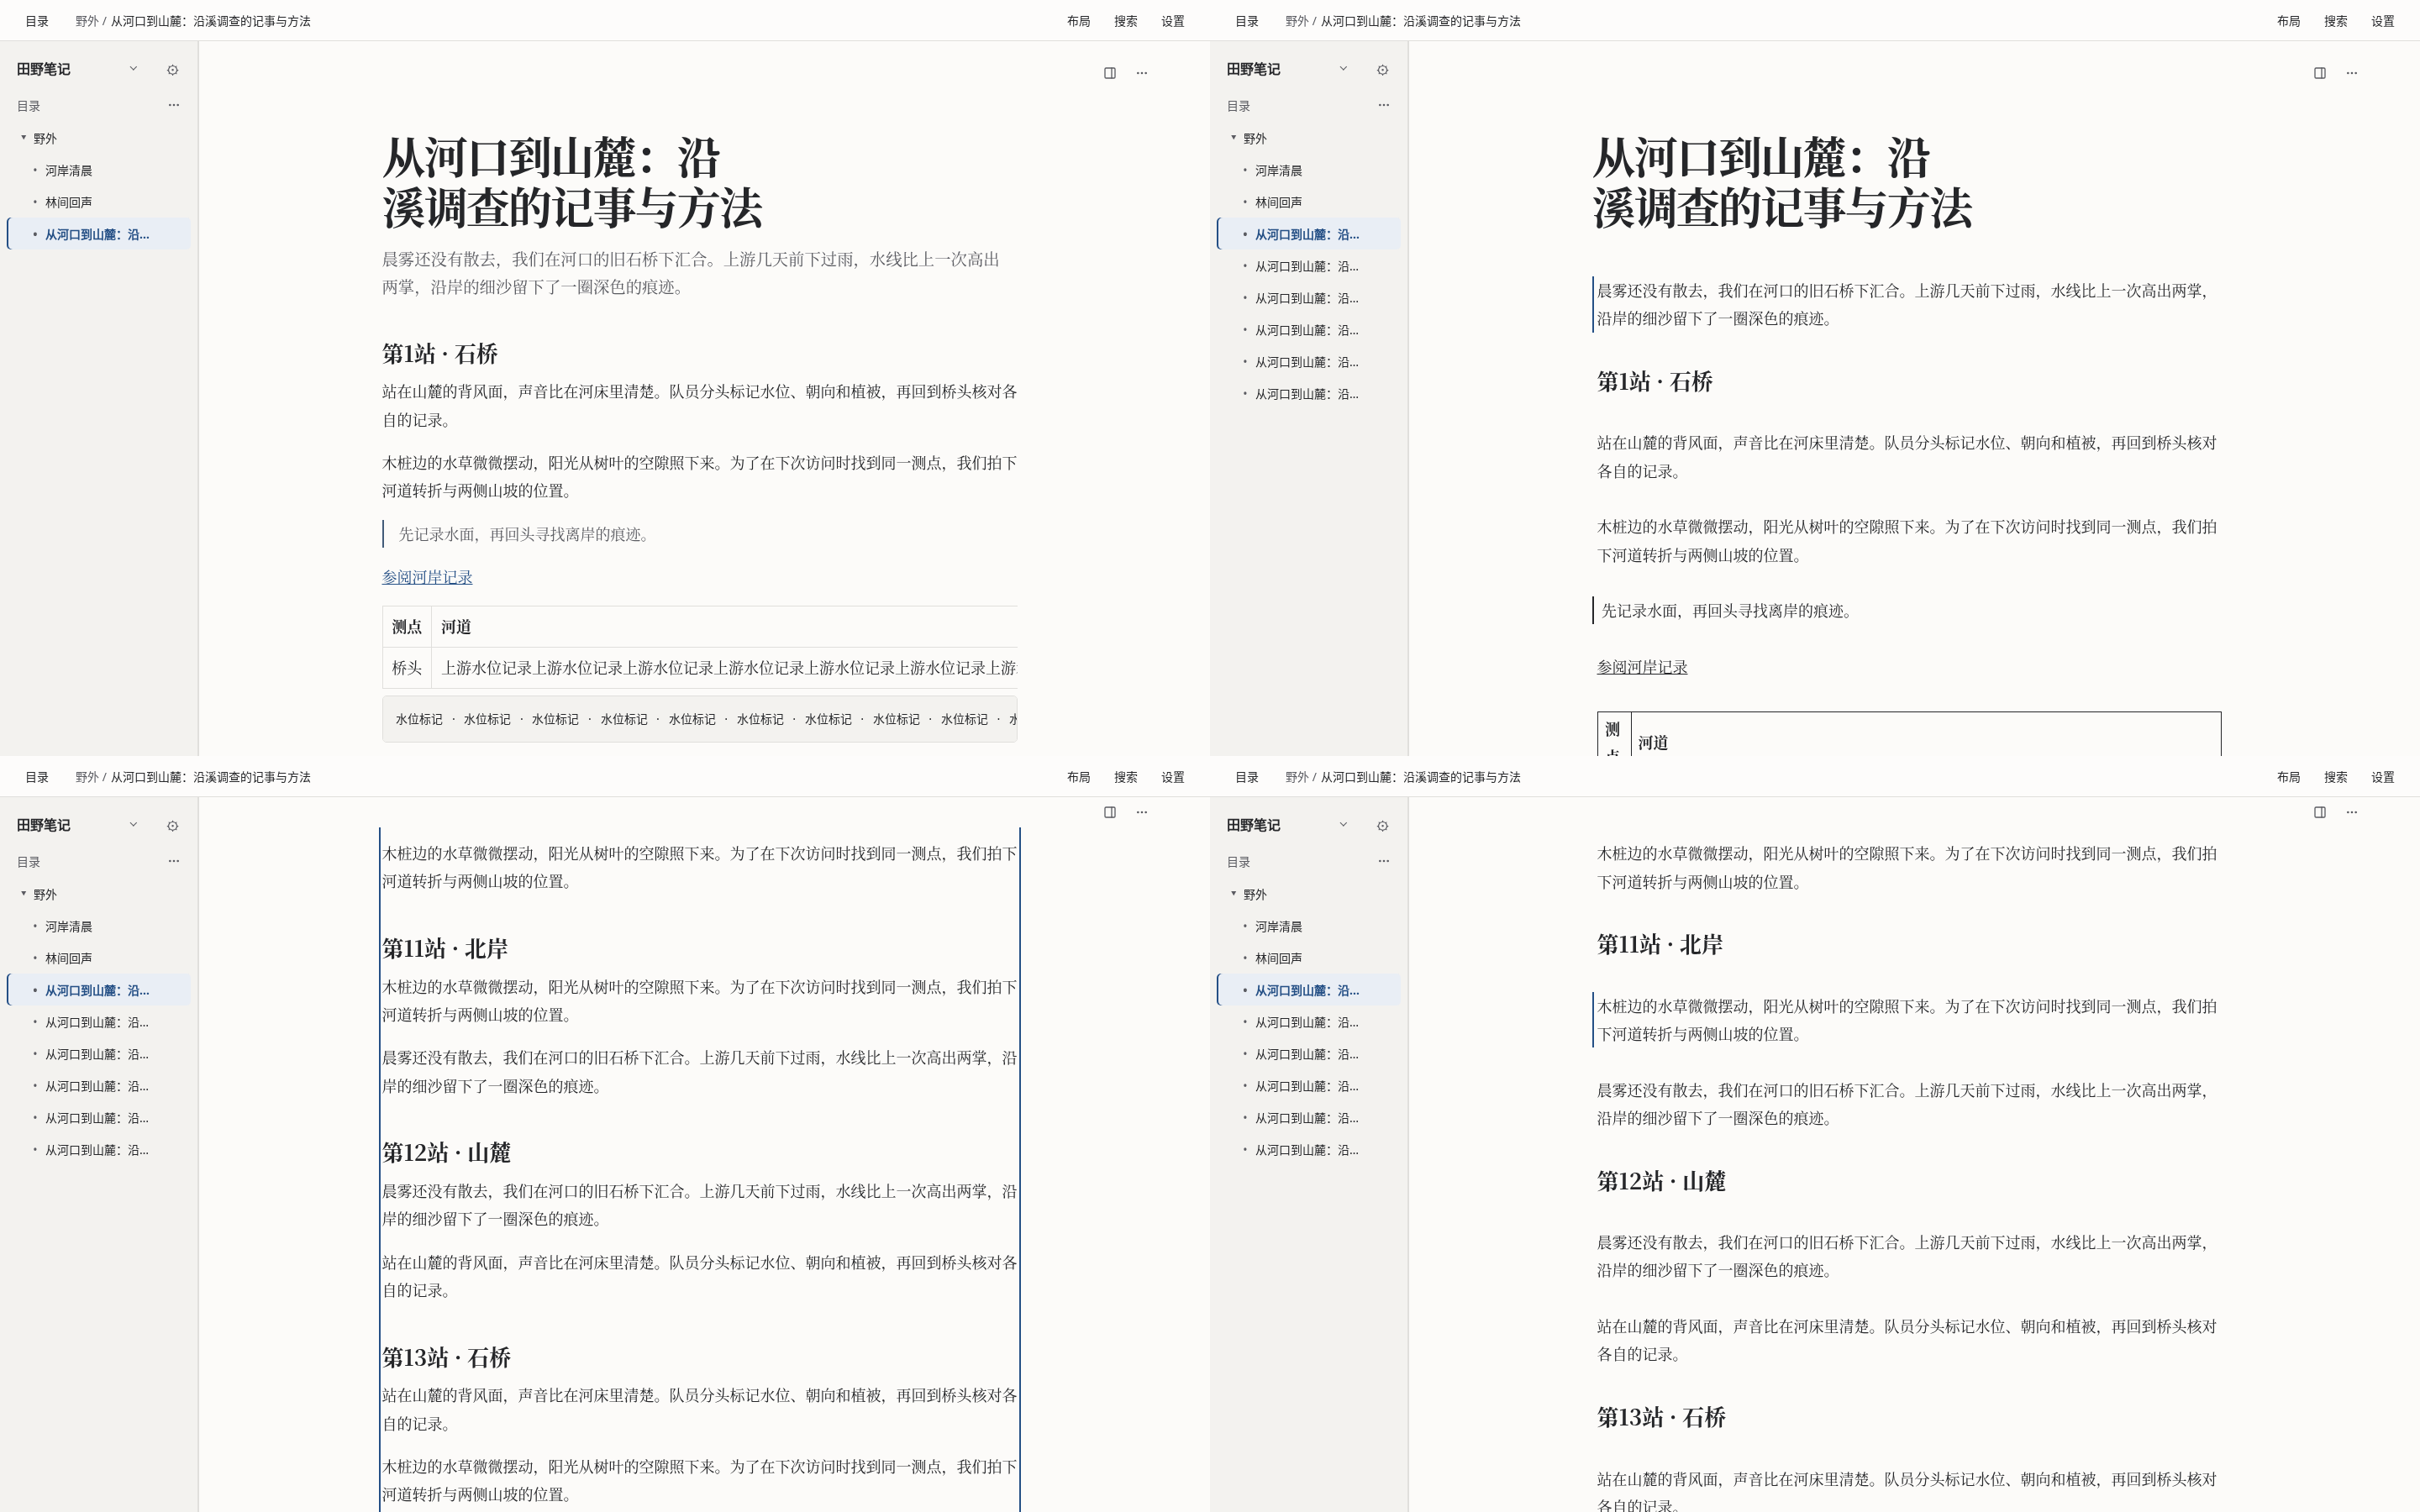 目录
野外 / 从河口到山麓：沿溪调查的记事与方法
布局
搜索
设置
田野笔记
目录
野外
河岸清晨
林间回声
从河口到山麓：沿...
从河口到山麓：沿
溪调查的记事与方法
晨雾还没有散去，我们在河口的旧石桥下汇合。上游几天前下过雨，水线比上一次高出
两掌，沿岸的细沙留下了一圈深色的痕迹。
第1站 · 石桥
站在山麓的背风面，声音比在河床里清楚。队员分头标记水位、朝向和植被，再回到桥头核对各
自的记录。
木桩边的水草微微摆动，阳光从树叶的空隙照下来。为了在下次访问时找到同一测点，我们拍下
河道转折与两侧山坡的位置。
先记录水面，再回头寻找离岸的痕迹。
参阅河岸记录
测点 河道
桥头 上游水位记录上游水位记录上游水位记录上游水位记录上游水位记录上游水位记录上游
水位标记 · 水位标记 · 水位标记 · 水位标记 · 水位标记 · 水位标记 · 水位标记 · 水位标记 · 水位标记 ·
目录
野外 / 从河口到山麓：沿溪调查的记事与方法
布局
搜索
设置
田野笔记
目录
野外
河岸清晨
林间回声
从河口到山麓：沿...
从河口到山麓：沿...
从河口到山麓：沿...
从河口到山麓：沿...
从河口到山麓：沿...
从河口到山麓：沿...
从河口到山麓：沿
溪调查的记事与方法
晨雾还没有散去，我们在河口的旧石桥下汇合。上游几天前下过雨，水线比上一次高出两掌，
沿岸的细沙留下了一圈深色的痕迹。
第1站 · 石桥
站在山麓的背风面，声音比在河床里清楚。队员分头标记水位、朝向和植被，再回到桥头核对
各自的记录。
木桩边的水草微微摆动，阳光从树叶的空隙照下来。为了在下次访问时找到同一测点，我们拍
下河道转折与两侧山坡的位置。
先记录水面，再回头寻找离岸的痕迹。
参阅河岸记录
测
河道
目录
野外 / 从河口到山麓：沿溪调查的记事与方法
布局
搜索
设置
田野笔记
目录
野外
河岸清晨
林间回声
从河口到山麓：沿...
从河口到山麓：沿...
从河口到山麓：沿...
从河口到山麓：沿...
从河口到山麓：沿...
从河口到山麓：沿...
木桩边的水草微微摆动，阳光从树叶的空隙照下来。为了在下次访问时找到同一测点，我们拍下
河道转折与两侧山坡的位置。
第11站 · 北岸
木桩边的水草微微摆动，阳光从树叶的空隙照下来。为了在下次访问时找到同一测点，我们拍下
河道转折与两侧山坡的位置。
晨雾还没有散去，我们在河口的旧石桥下汇合。上游几天前下过雨，水线比上一次高出两掌，沿
岸的细沙留下了一圈深色的痕迹。
第12站 · 山麓
晨雾还没有散去，我们在河口的旧石桥下汇合。上游几天前下过雨，水线比上一次高出两掌，沿
岸的细沙留下了一圈深色的痕迹。
站在山麓的背风面，声音比在河床里清楚。队员分头标记水位、朝向和植被，再回到桥头核对各
自的记录。
第13站 · 石桥
站在山麓的背风面，声音比在河床里清楚。队员分头标记水位、朝向和植被，再回到桥头核对各
自的记录。
木桩边的水草微微摆动，阳光从树叶的空隙照下来。为了在下次访问时找到同一测点，我们拍下
河道转折与两侧山坡的位置。
目录
野外 / 从河口到山麓：沿溪调查的记事与方法
布局
搜索
设置
田野笔记
目录
野外
河岸清晨
林间回声
从河口到山麓：沿...
从河口到山麓：沿...
从河口到山麓：沿...
从河口到山麓：沿...
从河口到山麓：沿...
从河口到山麓：沿...
木桩边的水草微微摆动，阳光从树叶的空隙照下来。为了在下次访问时找到同一测点，我们拍
下河道转折与两侧山坡的位置。
第11站 · 北岸
木桩边的水草微微摆动，阳光从树叶的空隙照下来。为了在下次访问时找到同一测点，我们拍
下河道转折与两侧山坡的位置。
晨雾还没有散去，我们在河口的旧石桥下汇合。上游几天前下过雨，水线比上一次高出两掌，
沿岸的细沙留下了一圈深色的痕迹。
第12站 · 山麓
晨雾还没有散去，我们在河口的旧石桥下汇合。上游几天前下过雨，水线比上一次高出两掌，
沿岸的细沙留下了一圈深色的痕迹。
站在山麓的背风面，声音比在河床里清楚。队员分头标记水位、朝向和植被，再回到桥头核对
各自的记录。
第13站 · 石桥
站在山麓的背风面，声音比在河床里清楚。队员分头标记水位、朝向和植被，再回到桥头核对
各自的记录。